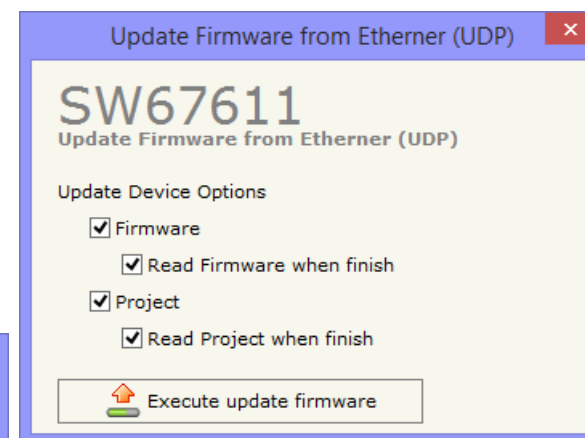 Update Firmware from Etherner (UDP)
SW67611
Update Firmware from Etherner (UDP)
Update Device Options
Firmware
Read Firmware when finish
Project
Read Project when finish
Execute update firmware